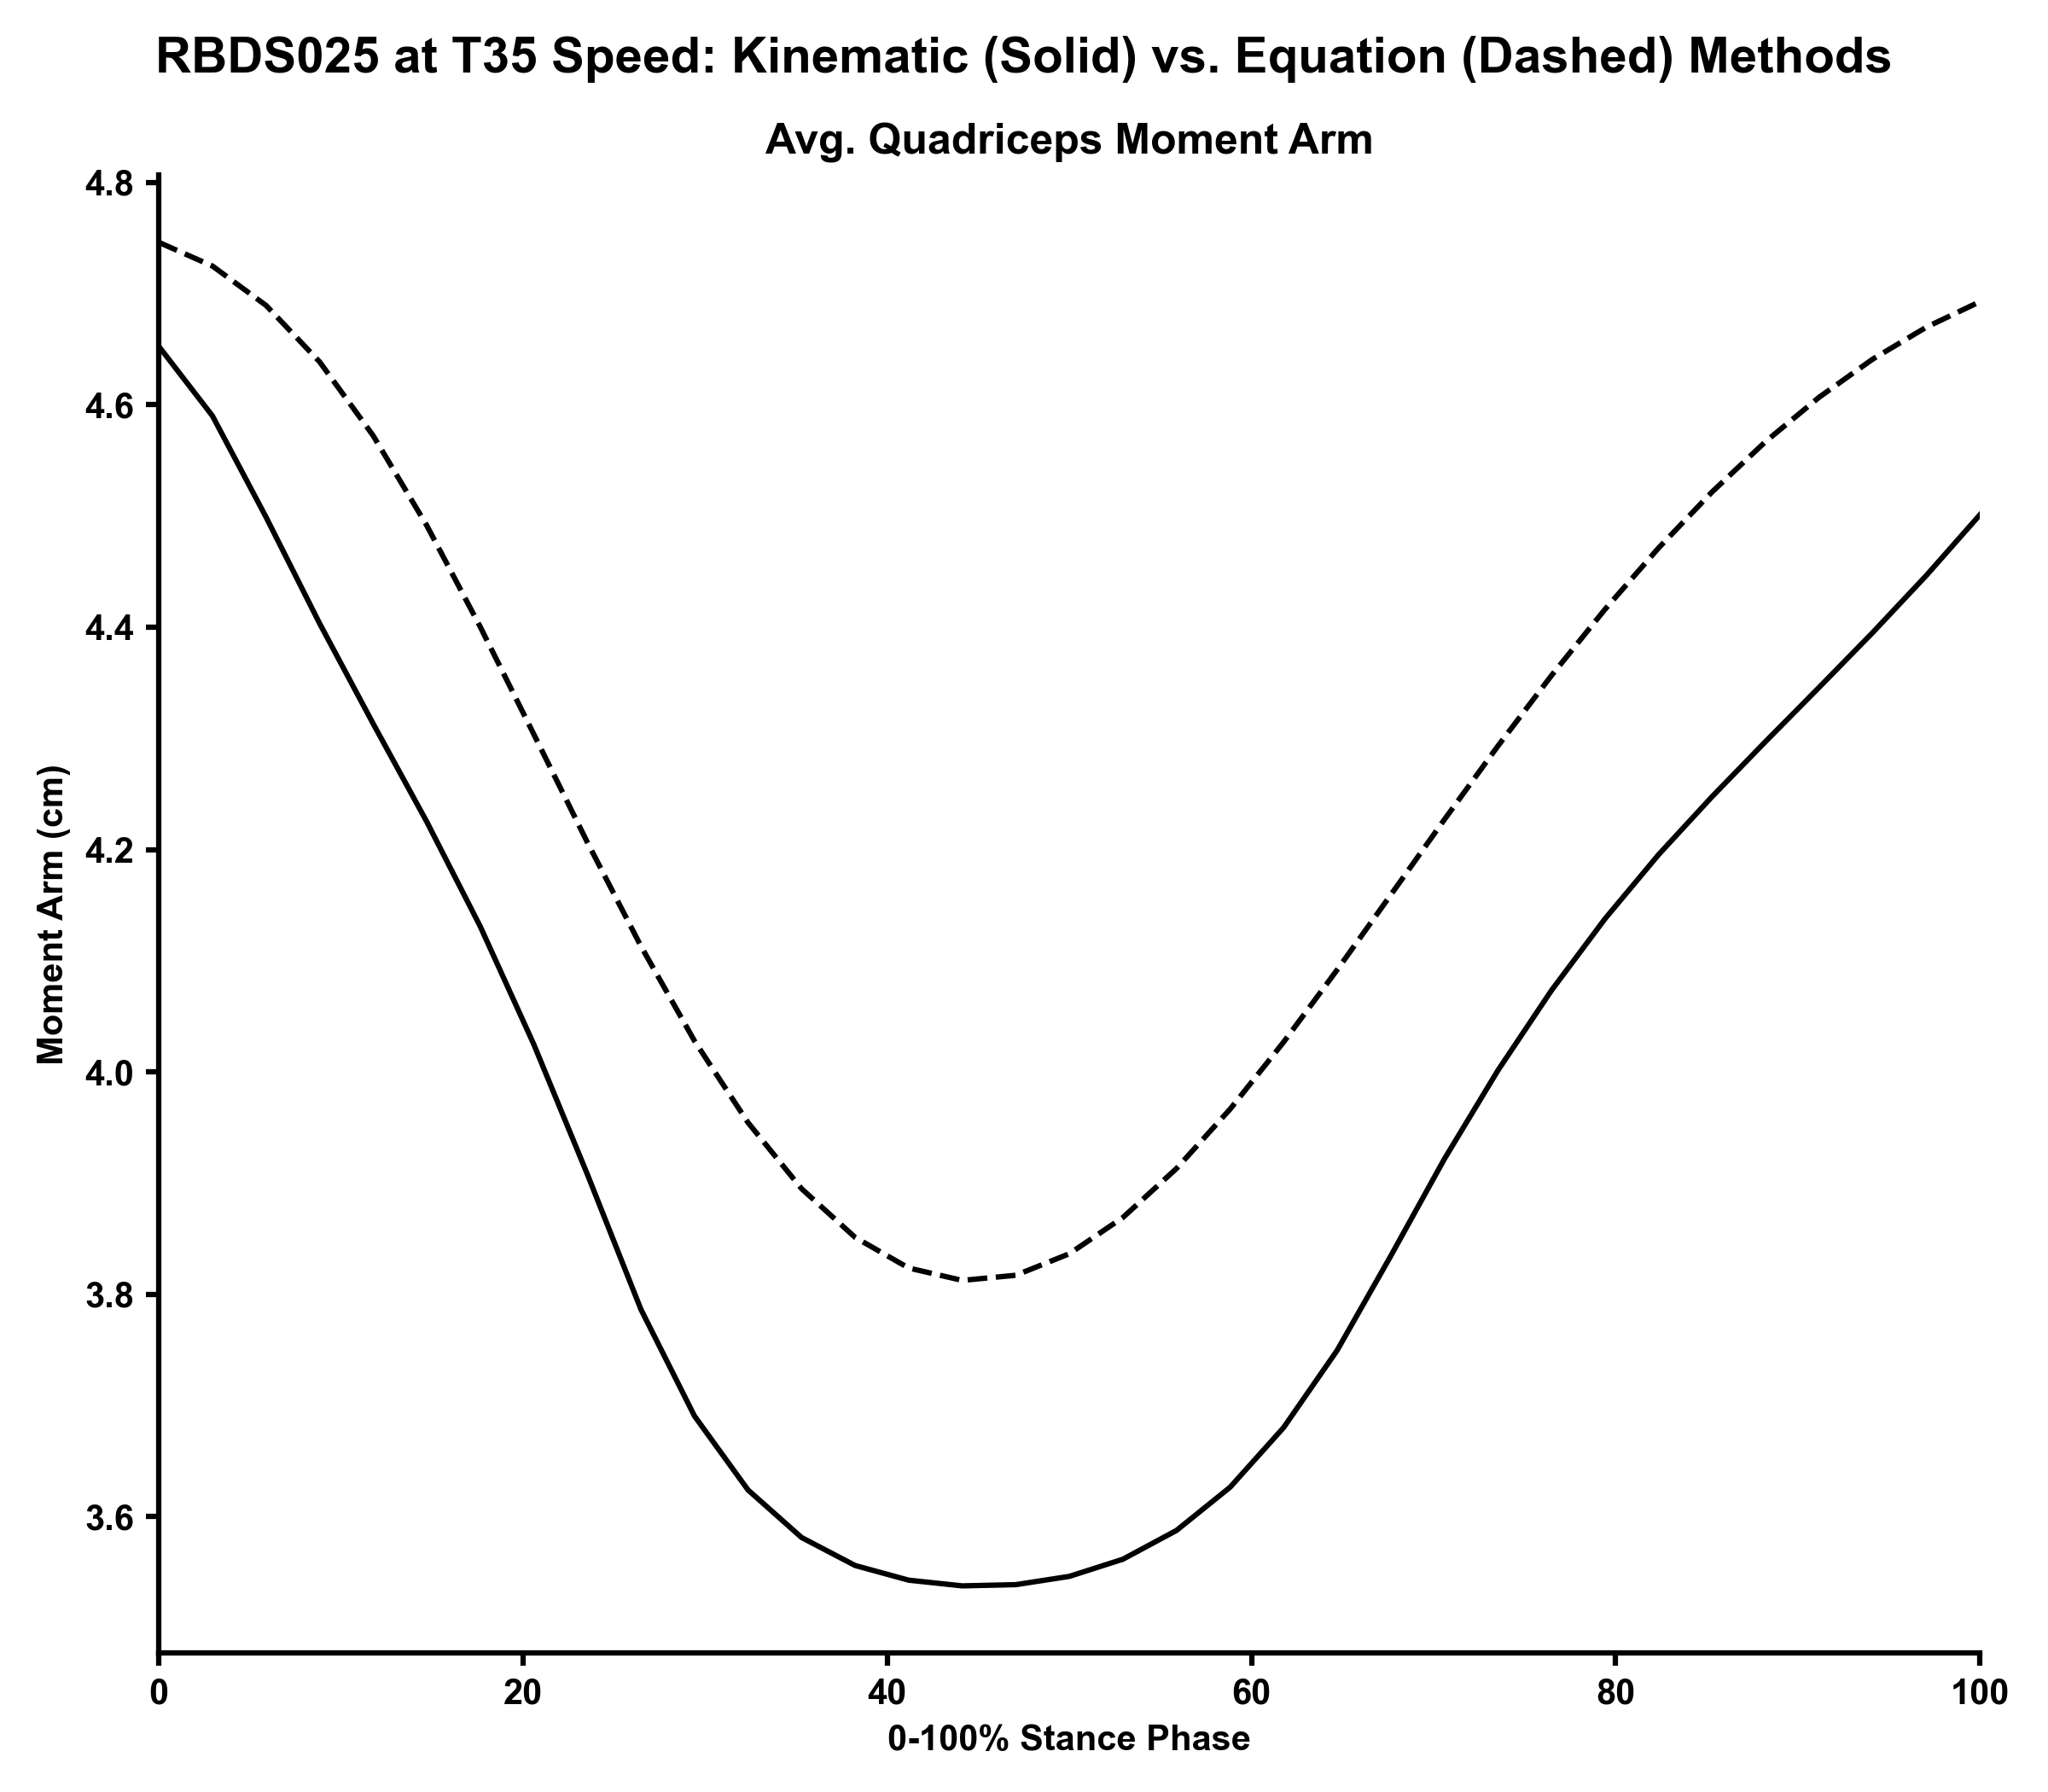 RBDS025 at T35 Speed: Kinematic (Solid) vs. Equation (Dashed) Methods
Avg. Quadriceps Moment Arm
4.8
4.6
4.4
4.2
4.0
3.8
3.6
Moment Arm (cm)
0 20 40 60 80 100
0-100% Stance Phase